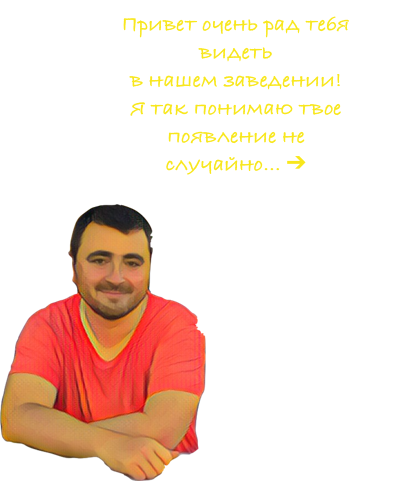 Привет очень рад тебя
видеть
в нашем заведении!
Я так понимаю твое
появление не
случайно... ➔